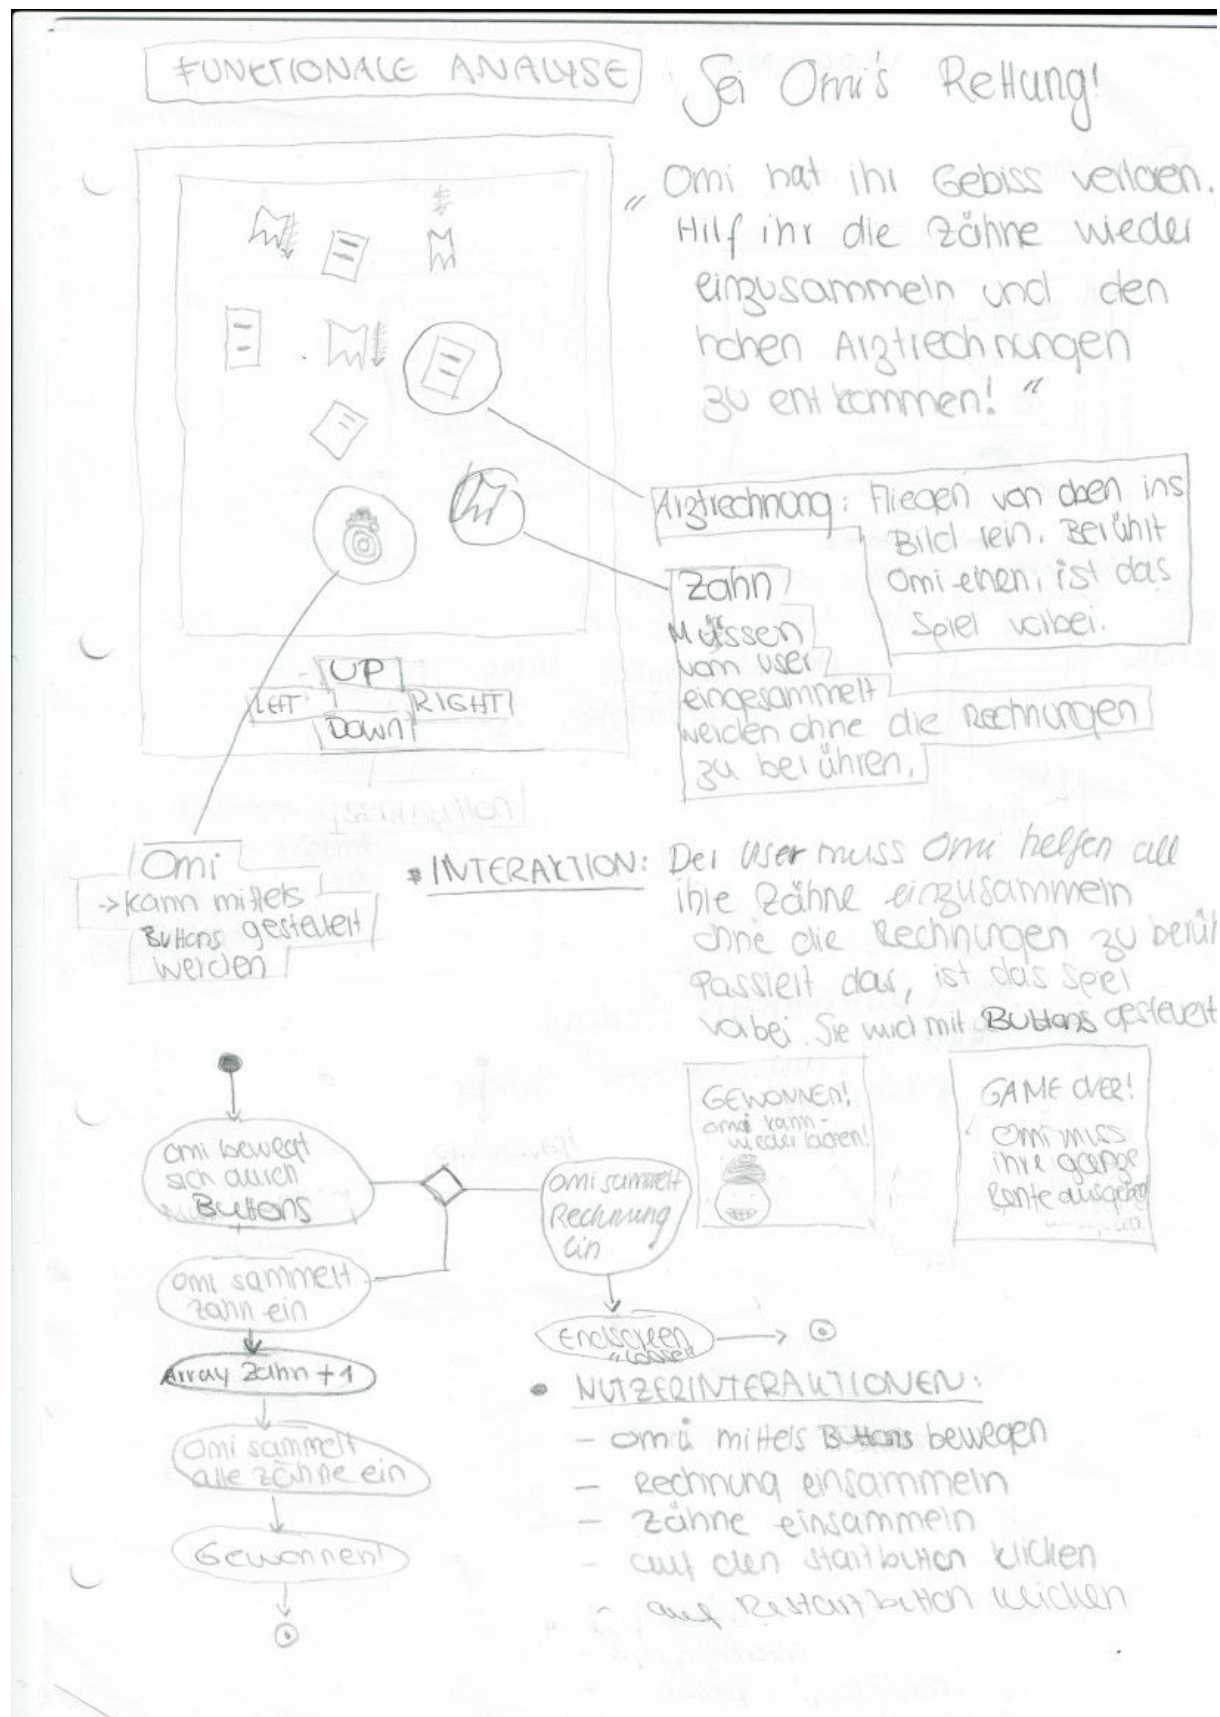 FUNKTIONALE ANALYSE
Sei Omi's Rettung!
„Omi hat ihr Gebiss verloren.
Hilf ihr die Zähne wieder
einzusammeln und den
hohen Arztrechnungen
zu entkommen!"
Arztrechnung: Fliegen von oben ins
Bild rein. Berührt
Omi einen, ist das
Spiel vorbei.
Zahn
Müssen
vom user
eingesammelt
werden ohne die Rechnungen
zu berühren.
UP
LEFT
RIGHT
DOWN
Omi
-> kann mittels
Buttons gesteuert
werden
INTERAKTION: Der User muss Omi helfen all
ihre Zähne einzusammeln
ohne die Rechnungen zu berüh
Passiert das, ist das Spiel
vorbei. Sie wird mit Buttons gesteuert
Omi bewegt
sich durch
Buttons
Omi sammelt
Zahn ein
Array Zahn +1
Omi sammelt
alle Zähne ein
Gewonnen!
Omi sammelt
Rechnung
ein
Endscreen
GEWONNEN!
Omi kann
wieder
GAME OVER!
Omi muss
ihre ganze
Rente ausgeben
• NUTZERINTERAKTIONEN:
- Omi mittels Buttons bewegen
- Rechnung einsammeln
- Zähne einsammeln
- auf den Startbutton klicken
- auf Restartbutton klicken